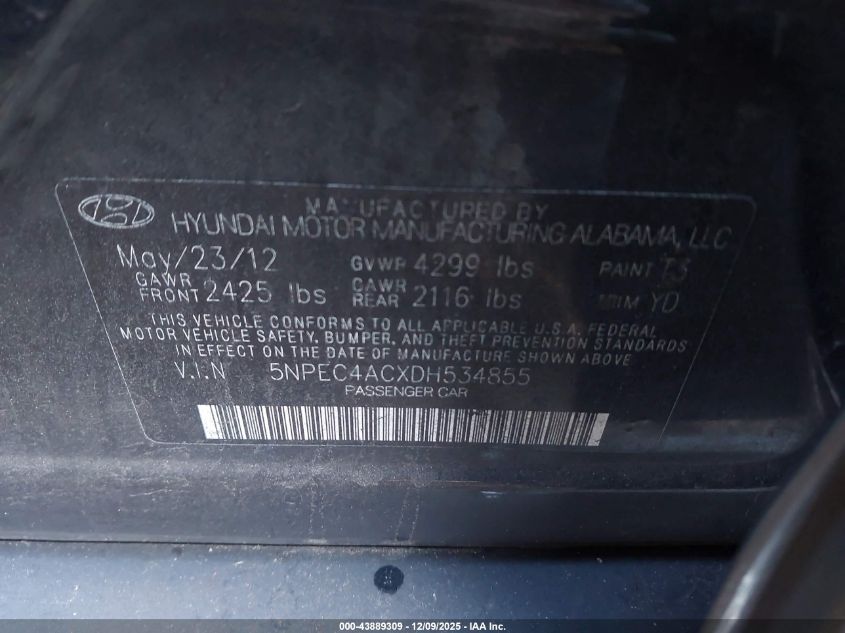 MANUFACTURED BY
HYUNDAI MOTOR MANUFACTURING ALABAMA, LLC
May/23/12 GVWR 4299 lbs PAINT T3
GAWR FRONT 2425 lbs GAWR REAR 2116 lbs TRIM YD
THIS VEHICLE CONFORMS TO ALL APPLICABLE U.S.A. FEDERAL
MOTOR VEHICLE SAFETY, BUMPER, AND THEFT PREVENTION STANDARDS
IN EFFECT ON THE DATE OF MANUFACTURE SHOWN ABOVE
V.I.N 5NPEC4ACXDH534855
PASSENGER CAR
000-43889309 - 12/09/2025 - IAA Inc.